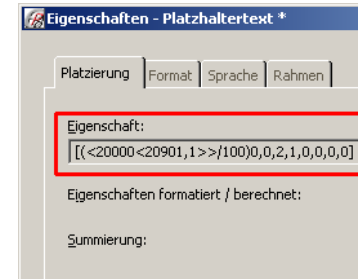 Eigenschaften - Platzhaltertext *
Platzierung Format Sprache Rahmen
Eigenschaft:
[(<20000<20901,1>>/100)0,0,2,1,0,0,0,0]
Eigenschaften formatiert / berechnet:
Summierung: